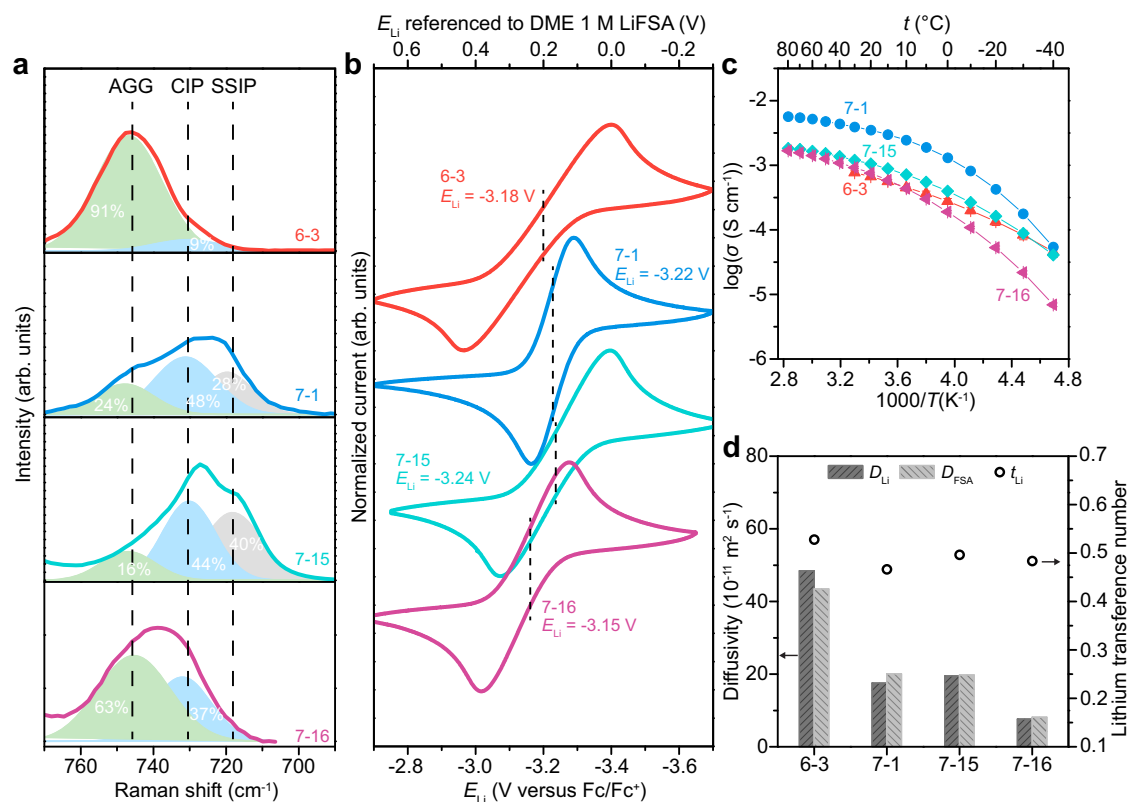 a
AGG CIP SSIP
91%
9%
6-3
7-1
24%
48%
28%
7-15
16%
44%
40%
63%
37%
7-16
Intensity (arb. units)
760 740 720 700
Raman shift (cm⁻¹)
b
E_Li referenced to DME 1 M LiFSA (V)
0.6 0.4 0.2 0.0 -0.2
6-3
E_Li = -3.18 V
7-1
E_Li = -3.22 V
7-15
E_Li = -3.24 V
7-16
E_Li = -3.15 V
Normalized current (arb. units)
-2.8 -3.0 -3.2 -3.4 -3.6
E_Li (V versus Fc/Fc⁺)
c
t (°C)
80 60 40 20 10 0 -10 -20 -40
-2
-3
-4
-5
-6
log(σ (S cm⁻¹))
7-1
7-15
6-3
7-16
2.8 3.2 3.6 4.0 4.4 4.8
1000/T(K⁻¹)
d
D_Li D_FSA t_Li
80
60
40
20
0
Diffusivity (10⁻¹¹ m² s⁻¹)
0.7
0.6
0.5
0.4
0.3
0.2
0.1
Lithium transference number
6-3 7-1 7-15 7-16